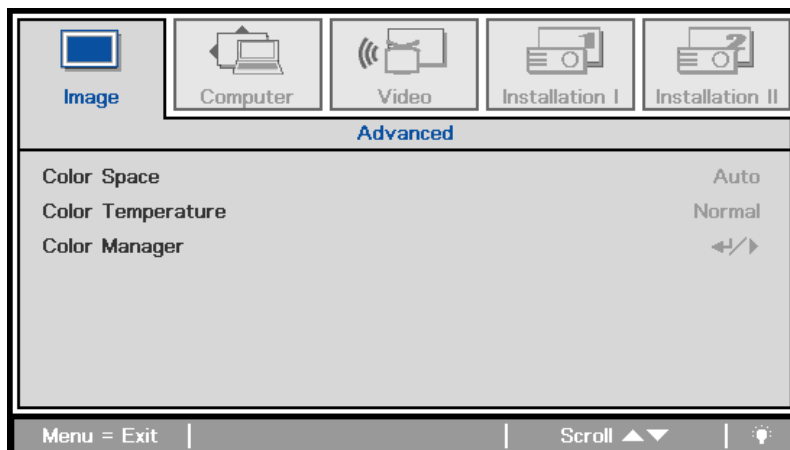 Image Computer Video Installation I Installation II
Advanced
Color Space Auto
Color Temperature Normal
Color Manager
Menu = Exit Scroll